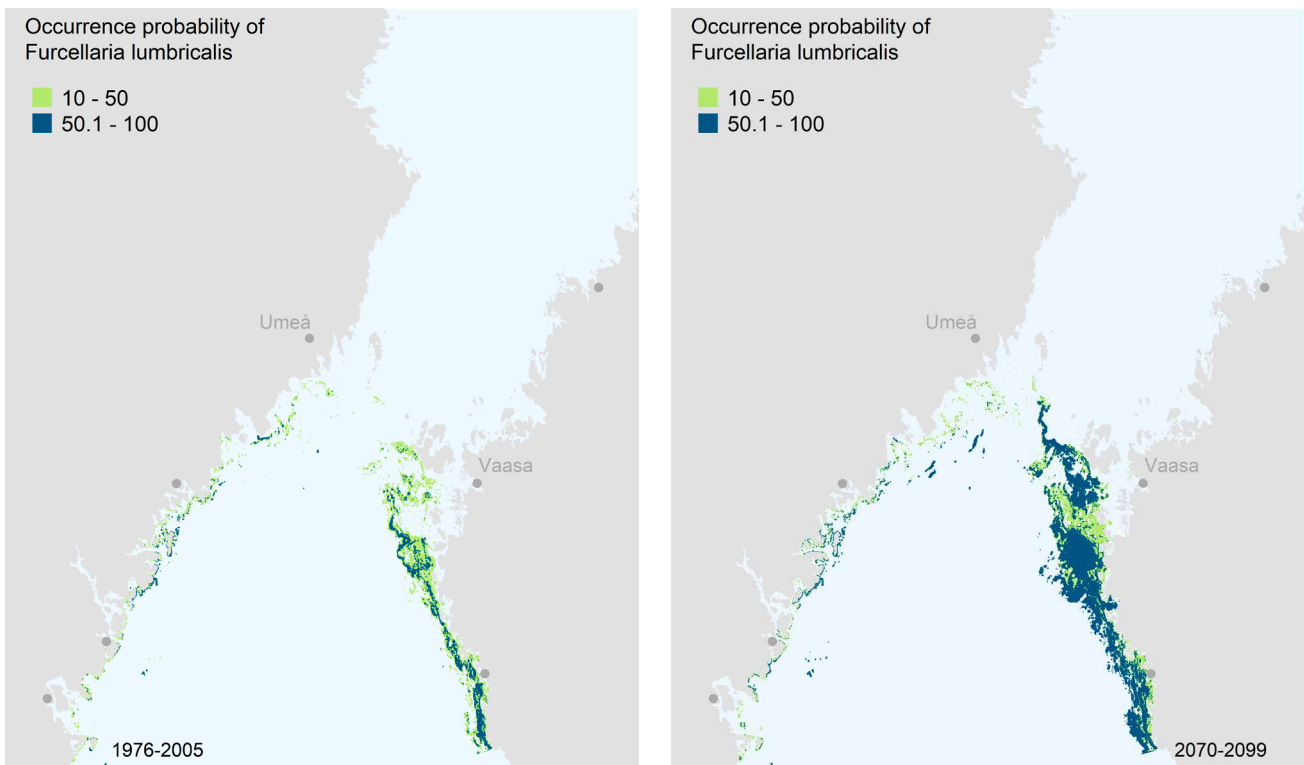 Occurrence probability of
Furcellaria lumbricalis
10 - 50
50.1 - 100
Umeå
Vaasa
1976-2005
Occurrence probability of
Furcellaria lumbricalis
10 - 50
50.1 - 100
Umeå
Vaasa
2070-2099